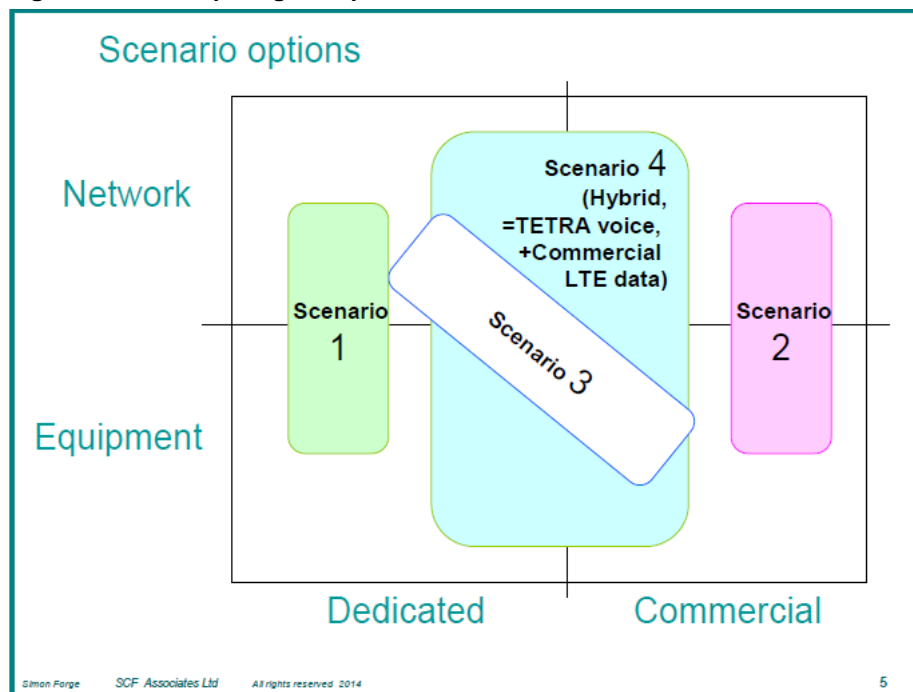 Scenario options
Network
Equipment
Scenario
1
Scenario 4
(Hybrid,
=TETRA voice,
+Commercial
LTE data)
Scenario 3
Scenario
2
Dedicated
Commercial
Simon Forge SCF Associates Ltd All rights reserved 2014 5